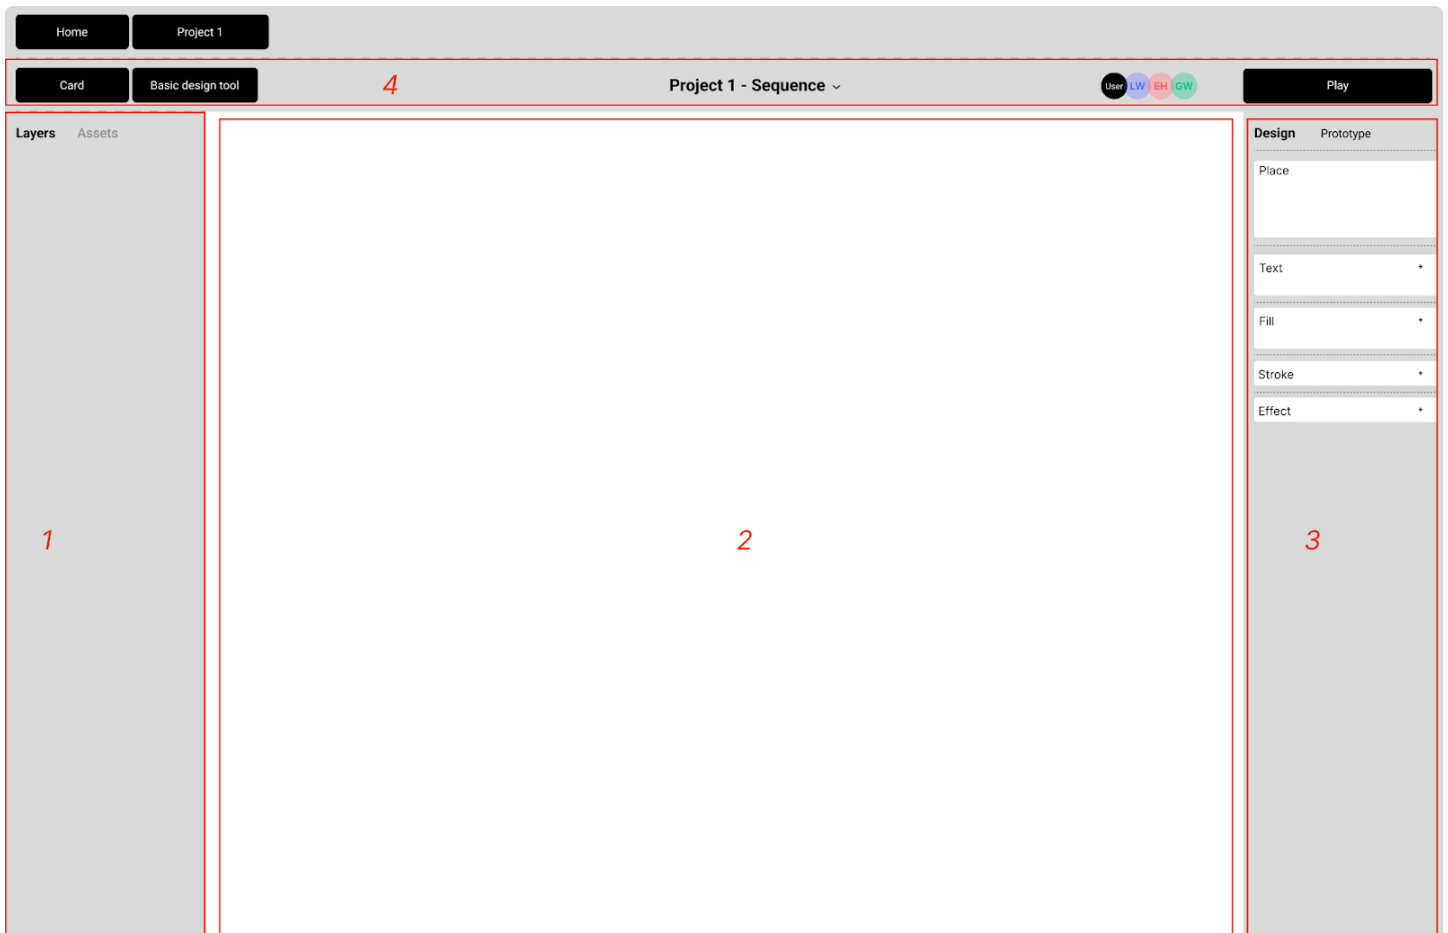 Home Project 1
Card Basic design tool 4 Project 1 - Sequence User LW EH GW Play
Layers Assets
Design Prototype
Place
Text +
Fill +
Stroke +
Effect +
1 2 3